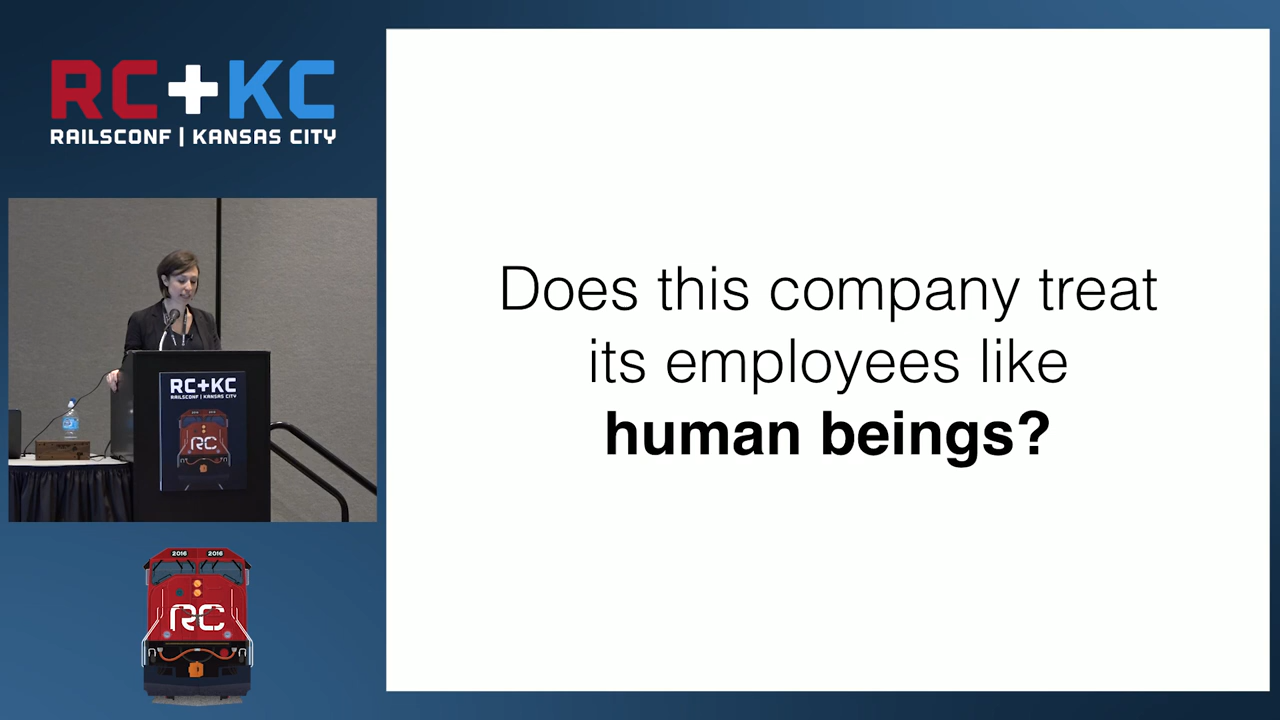 RC+KC
RAILSCONF | KANSAS CITY
Does this company treat
its employees like
human beings?
RC+KC
RAILSCONF | KANSAS CITY
RC
2016 2016
RC